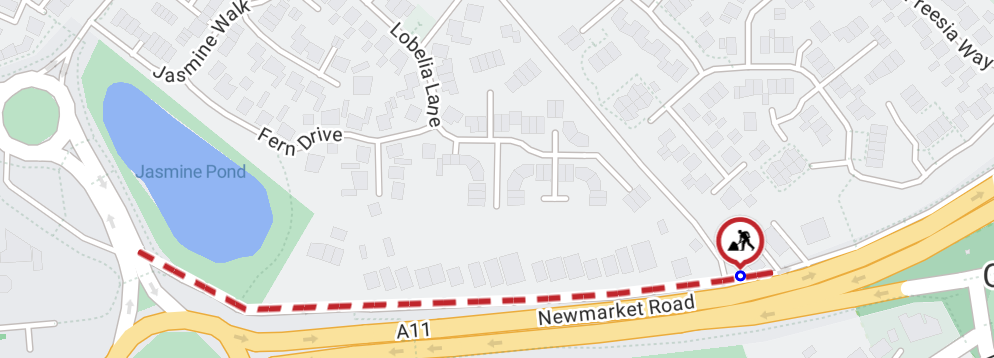 Jasmine Walk
Lobelia Lane
Freesia Way
Fern Drive
Jasmine Pond
A11
Newmarket Road